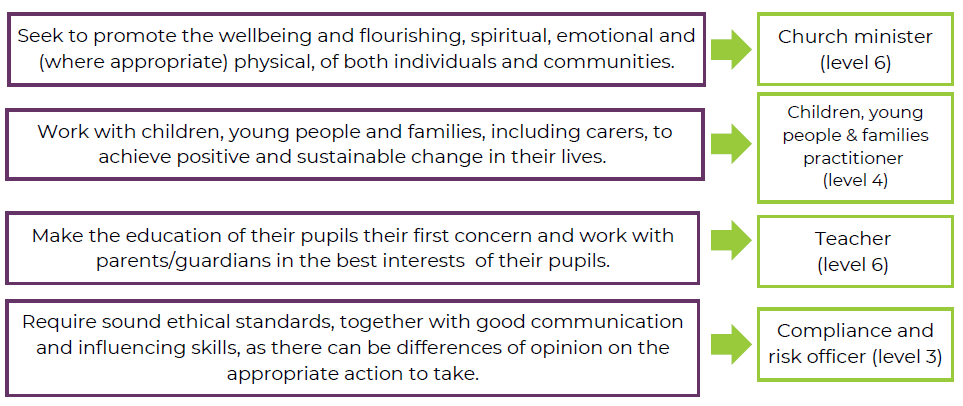 Seek to promote the wellbeing and flourishing, spiritual, emotional and
(where appropriate) physical, of both individuals and communities.
Church minister
(level 6)
Work with children, young people and families, including carers, to
achieve positive and sustainable change in their lives.
Children, young
people & families
practitioner
(level 4)
Make the education of their pupils their first concern and work with
parents/guardians in the best interests of their pupils.
Teacher
(level 6)
Require sound ethical standards, together with good communication
and influencing skills, as there can be differences of opinion on the
appropriate action to take.
Compliance and
risk officer (level 3)